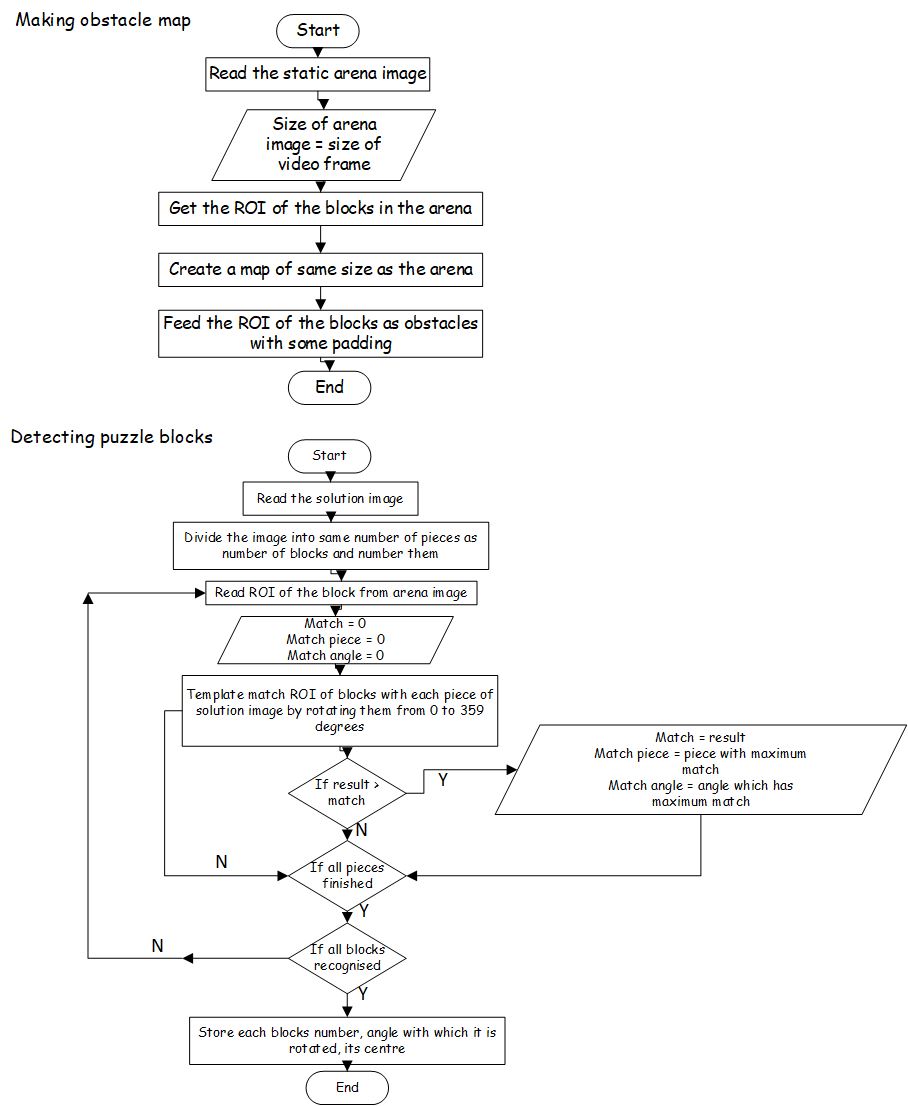 Making obstacle map
Start
Read the static arena image
Size of arena
image = size of
video frame
Get the ROI of the blocks in the arena
Create a map of same size as the arena
Feed the ROI of the blocks as obstacles
with some padding
End
Detecting puzzle blocks
Start
Read the solution image
Divide the image into same number of pieces as
number of blocks and number them
Read ROI of the block from arena image
Match = 0
Match piece = 0
Match angle = 0
Template match ROI of blocks with each piece of
solution image by rotating them from 0 to 359
degrees
Match = result
Match piece = piece with maximum
match
Match angle = angle which has
maximum match
If result >
match
Y
N
If all pieces
finished
N
Y
If all blocks
recognised
N
Y
Store each blocks number, angle with which it is
rotated, its centre
End